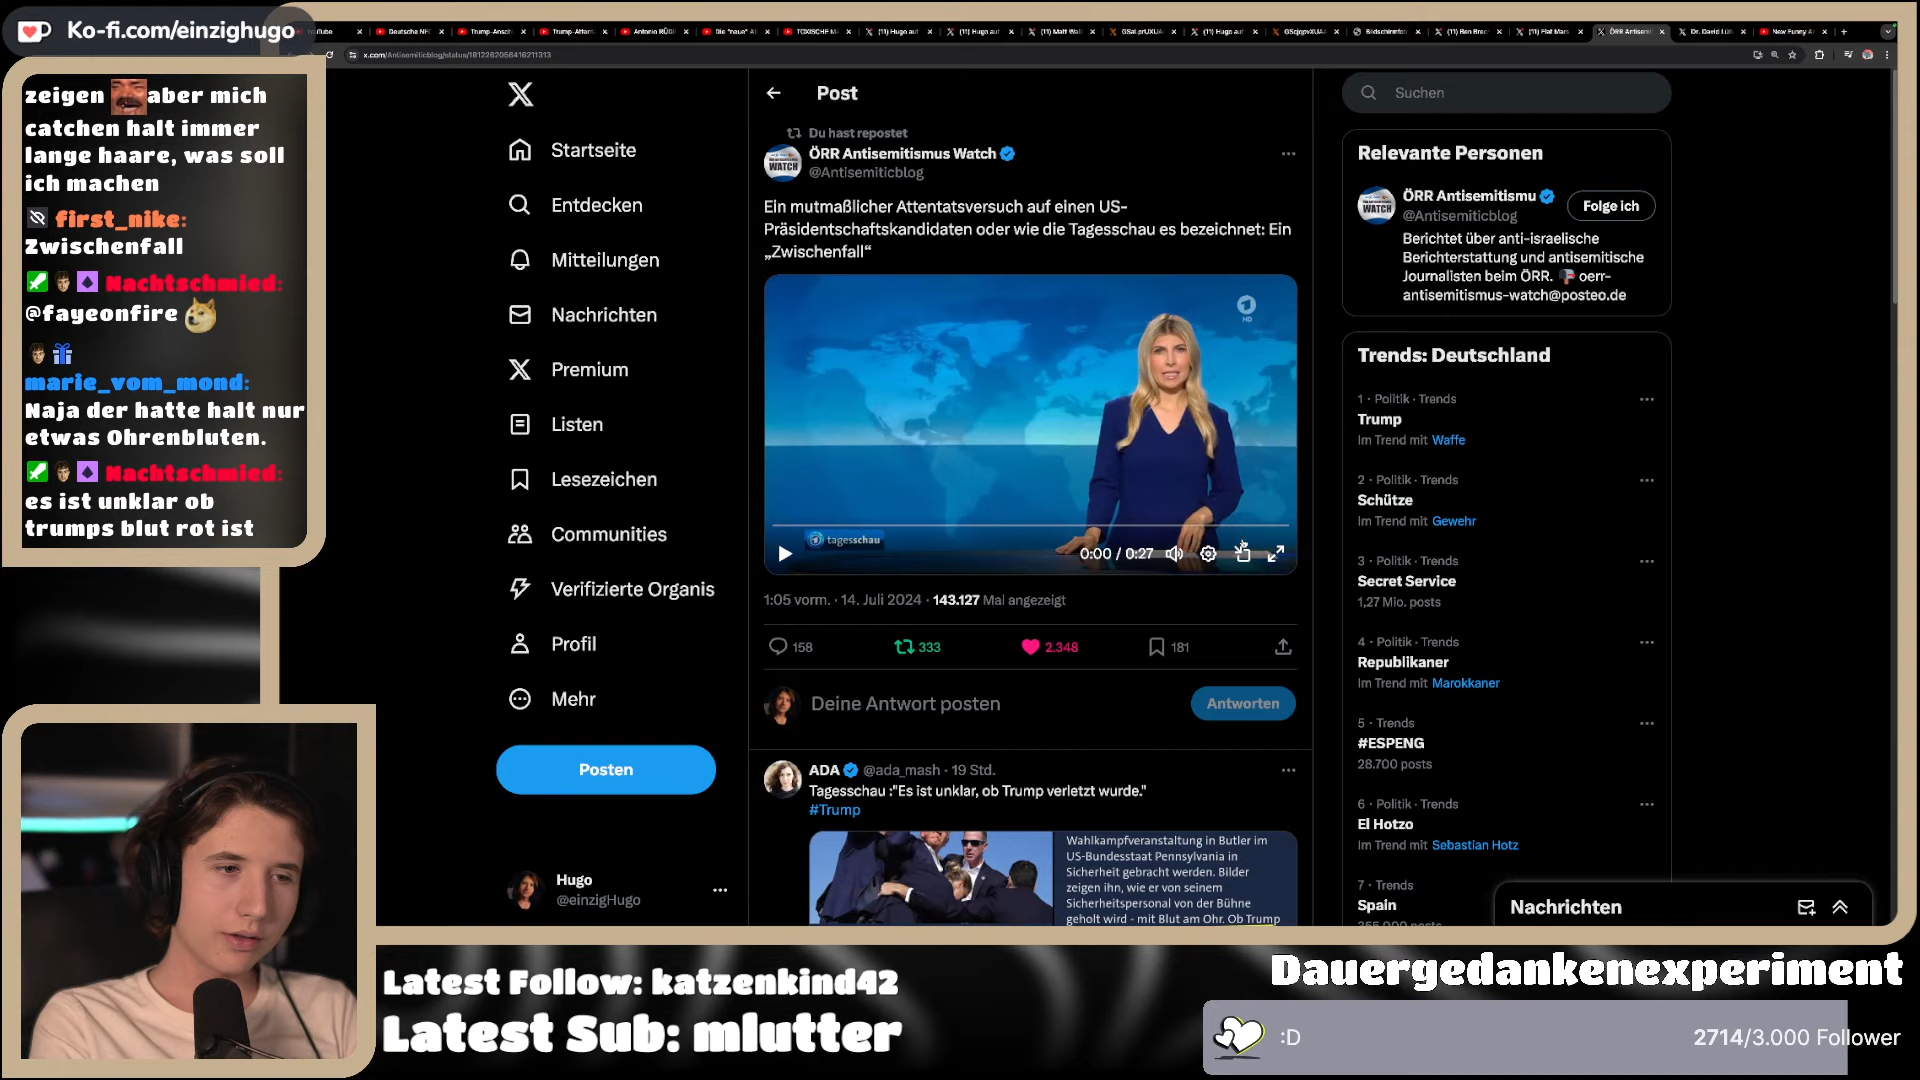 Ko-fi.com/einzighugo
x.com/Antisemiticblog/status/1812262056416211313
zeigen aber mich
catchen halt immer
lange haare, was soll
ich machen
first_nike:
Zwischenfall
Nachtschmied:
@fayeonfire
marie_vom_mond:
Naja der hatte halt nur
etwas Ohrenbluten.
Nachtschmied:
es ist unklar ob
trumps blut rot ist
Startseite
Entdecken
Mitteilungen
Nachrichten
Premium
Listen
Lesezeichen
Communities
Verifizierte Organis
Profil
Mehr
Posten
Hugo
@einzigHugo
Post
Du hast repostet
ÖRR Antisemitismus Watch
@Antisemiticblog
Ein mutmaßlicher Attentatsversuch auf einen US-
Präsidentschaftskandidaten oder wie die Tagesschau es bezeichnet: Ein
„Zwischenfall“
HD
tagesschau
0:00 / 0:27
1:05 vorm. · 14. Juli 2024 · 143.127 Mal angezeigt
158 333 2.348 181
Deine Antwort posten
Antworten
ADA @ada_mash · 19 Std.
Tagesschau :"Es ist unklar, ob Trump verletzt wurde."
#Trump
Wahlkampfveranstaltung in Butler im
US-Bundesstaat Pennsylvania in
Sicherheit gebracht werden. Bilder
zeigen ihn, wie er von seinem
Sicherheitspersonal von der Bühne
geholt wird - mit Blut am Ohr. Ob Trump
Suchen
Relevante Personen
WATCH
ÖRR Antisemitismu
@Antisemiticblog
Folge ich
Berichtet über anti-israelische
Berichterstattung und antisemitische
Journalisten beim ÖRR. oerr-
antisemitismus-watch@posteo.de
Trends: Deutschland
1 · Politik · Trends
Trump
Im Trend mit Waffe
2 · Politik · Trends
Schütze
Im Trend mit Gewehr
3 · Politik · Trends
Secret Service
1,27 Mio. posts
4 · Politik · Trends
Republikaner
Im Trend mit Marokkaner
5 · Trends
#ESPENG
28.700 posts
6 · Politik · Trends
El Hotzo
Im Trend mit Sebastian Hotz
7 · Trends
Spain
Nachrichten
Latest Follow: katzenkind42
Latest Sub: mlutter
Dauergedankenexperiment
:D
2714/3.000 Follower